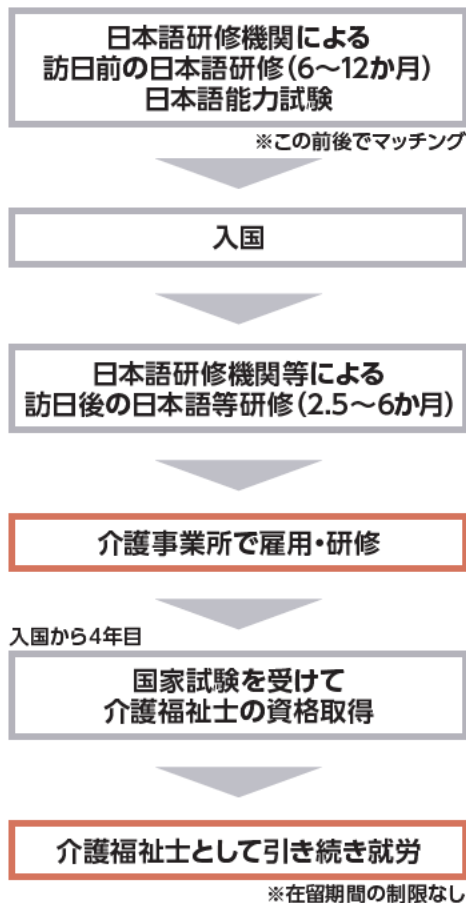 日本語研修機関による
訪日前の日本語研修（6～12か月）
日本語能力試験
※この前後でマッチング
入国
日本語研修機関等による
訪日後の日本語等研修（2.5～6か月）
介護事業所で雇用・研修
入国から4年目
国家試験を受けて
介護福祉士の資格取得
介護福祉士として引き続き就労
※在留期間の制限なし